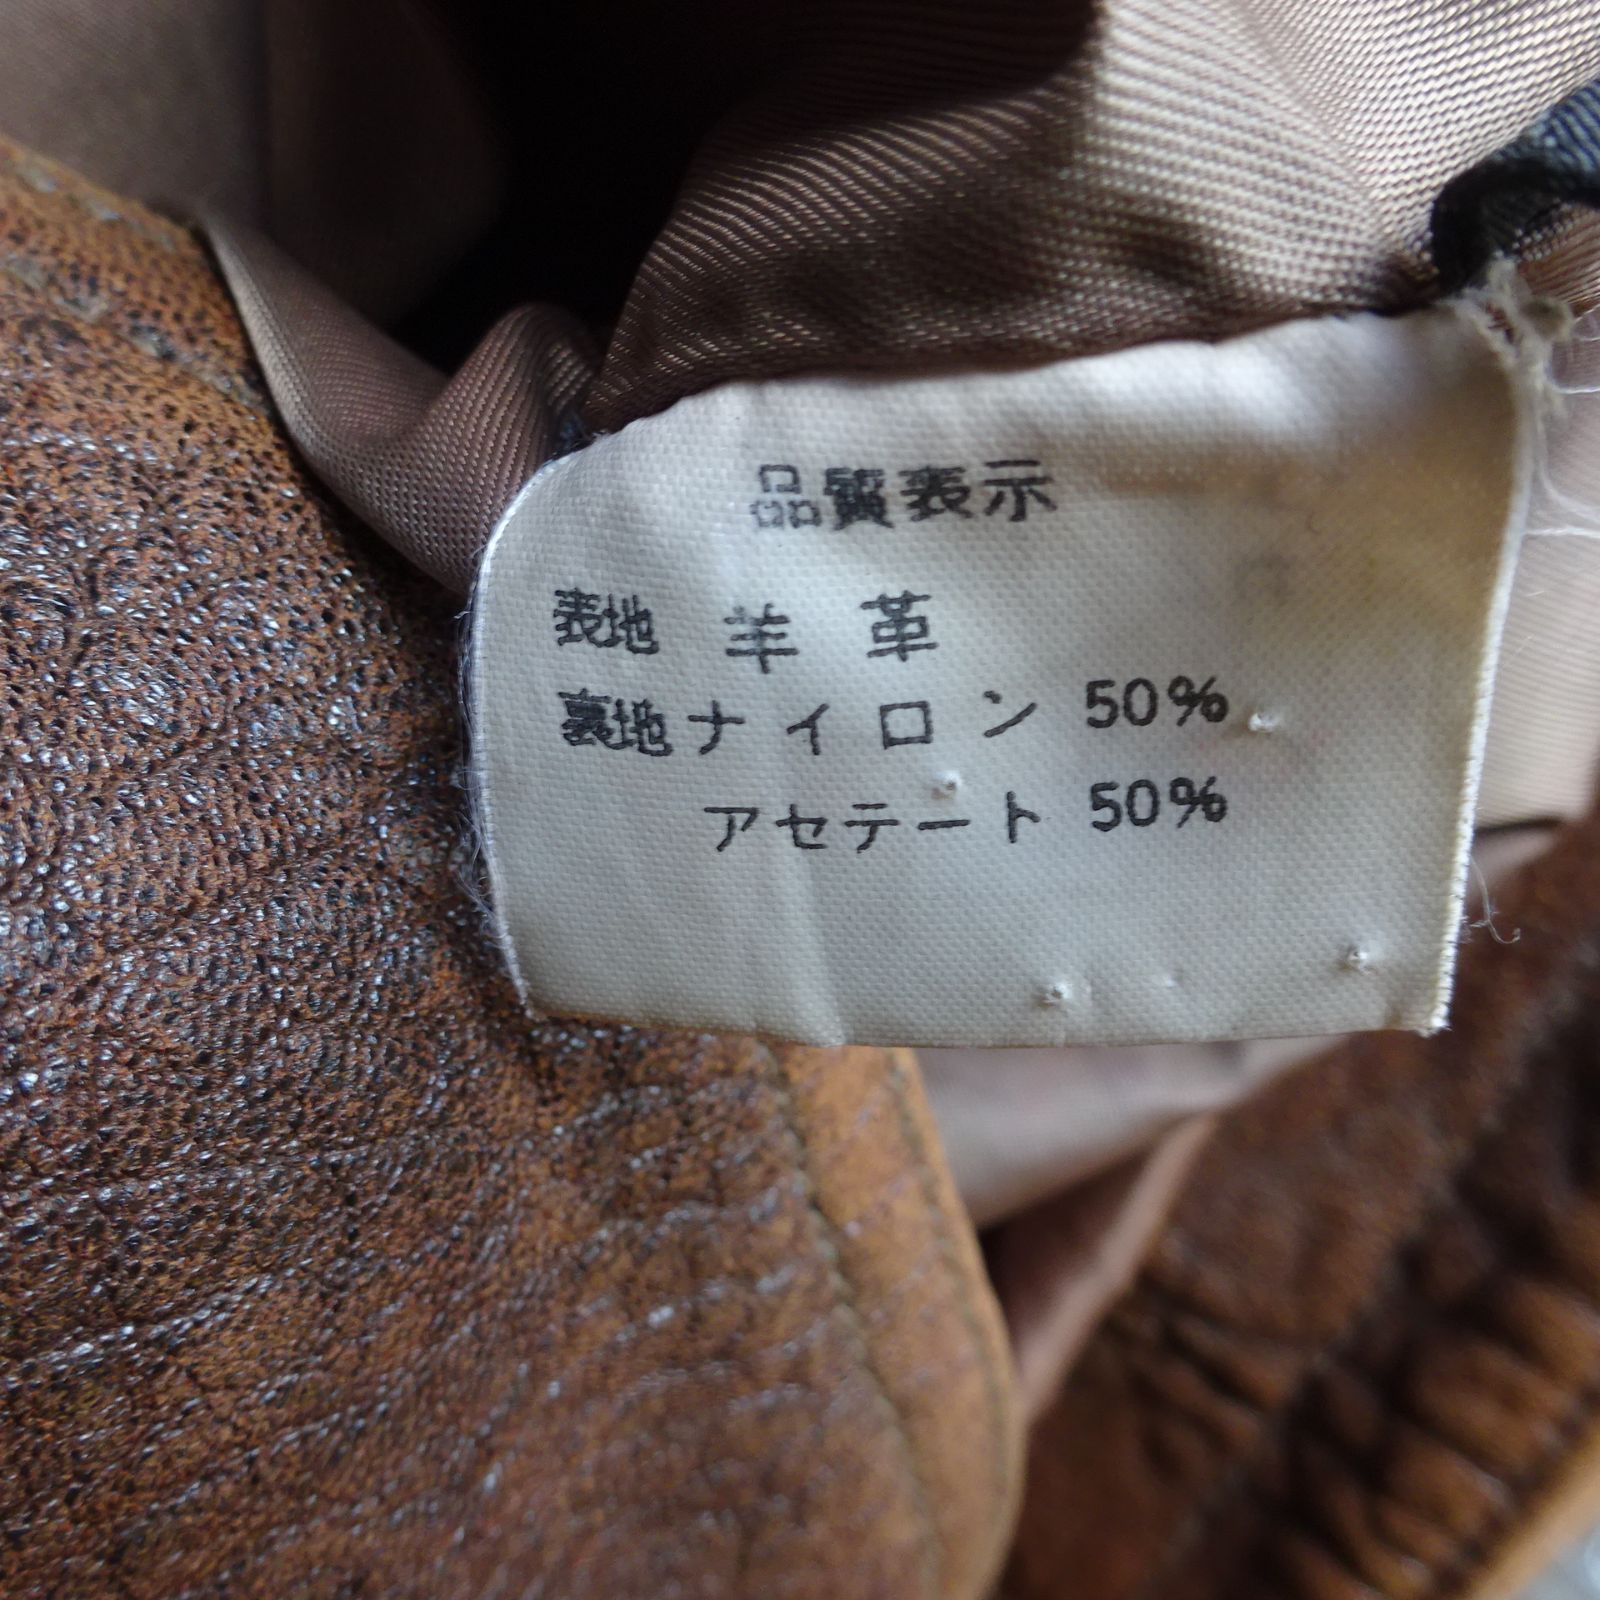 品質表示
表地 羊革
裏地 ナイロン 50%
アセテート 50%